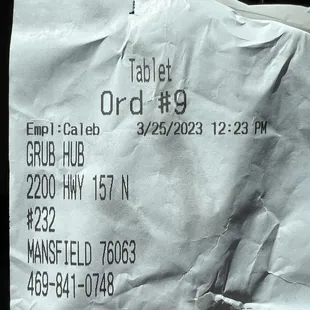 Tablet
Ord #9
Empl:Caleb 3/25/2023 12:23 PM
GRUB HUB
2200 HWY 157 N
#232
MANSFIELD 76063
469-841-0748